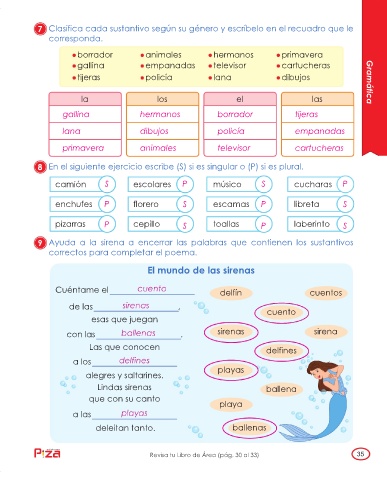 7 Clasifica cada sustantivo según su género y escríbelo en el recuadro que le
corresponda.
• borrador • animales • hermanos • primavera
• gallina • empanadas • televisor • cartucheras
• tijeras • policía • lana • dibujos
Gramática
la los el las
gallina hermanos borrador tijeras
lana dibujos policía empanadas
primavera animales televisor cartucheras
8 En el siguiente ejercicio escribe (S) si es singular o (P) si es plural.
camión S escolares P músico S cucharas P
enchufes P florero S escamas P libreta S
pizarras P cepillo S toallas P laberinto S
9 Ayuda a la sirena a encerrar las palabras que contienen los sustantivos
correctos para completar el poema.
El mundo de las sirenas
Cuéntame el cuento
de las sirenas,
esas que juegan
con las ballenas.
Las que conocen
a los delfines
alegres y saltarines.
Lindas sirenas
que con su canto
a las playas
deleitan tanto.
delfín cuentos
cuento
sirenas sirena
delfines
playas
ballena
playa
ballenas
Piza
Revisa tu Libro de Área (pág. 30 al 33)
35